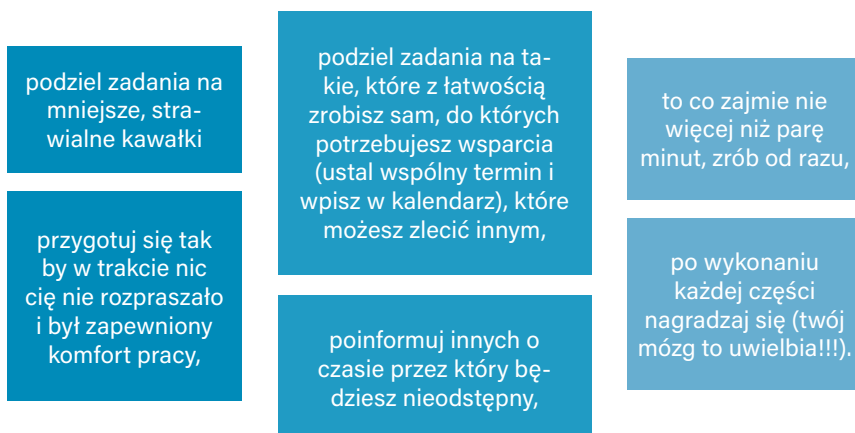 podziel zadania na
mniejsze, stra-
wialne kawałki
przygotuj się tak
by w trakcie nic
cię nie rozpraszało
i był zapewniony
komfort pracy,
podziel zadania na ta-
kie, które z łatwością
zrobisz sam, do których
potrzebujesz wsparcia
(ustal wspólny termin i
wpisz w kalendarz), które
możesz zlecić innym,
poinformuj innych o
czasie przez który bę-
dziesz nieodstępny,
to co zajmie nie
więcej niż parę
minut, zrób od razu,
po wykonaniu
każdej części
nagradzaj się (twój
mózg to uwielbia!!!).